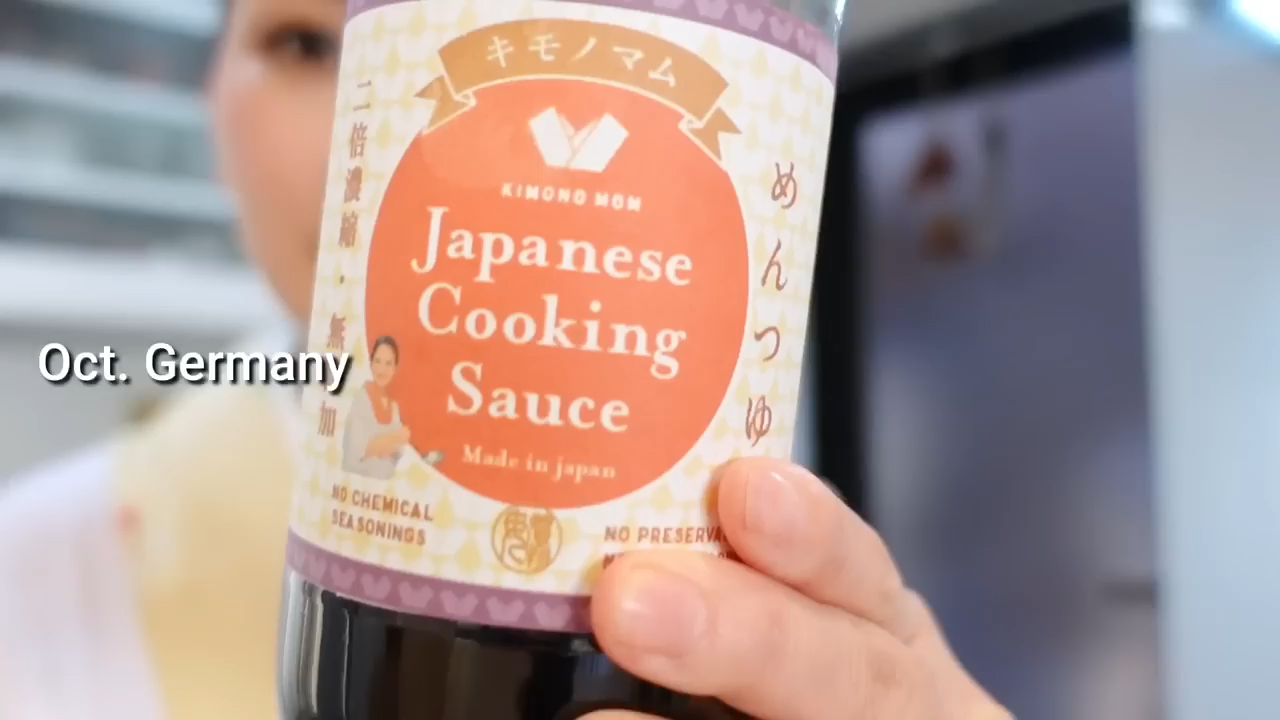 キモノマム
KIMONO MOM
Japanese
Cooking
Sauce
Made in japan
めんつゆ
二倍濃縮・無
加
Oct. Germany
NO CHEMICAL
SEASONINGS
NO PRESERVA